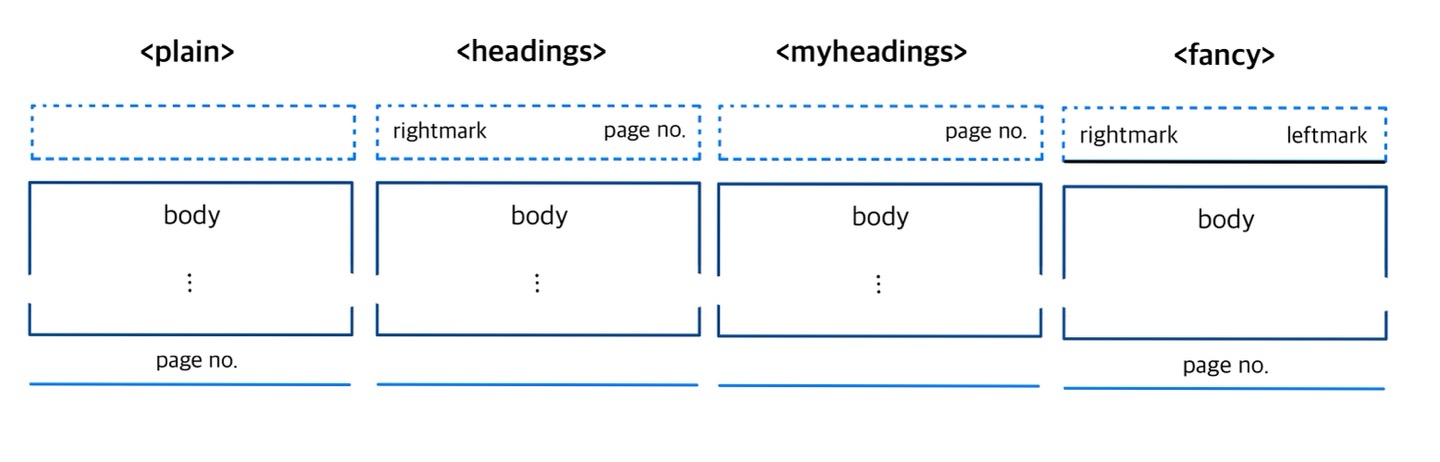 <plain>
<headings>
<myheadings>
<fancy>
rightmark page no.
page no.
rightmark leftmark
body
⋮
body
⋮
body
⋮
body
page no.
page no.